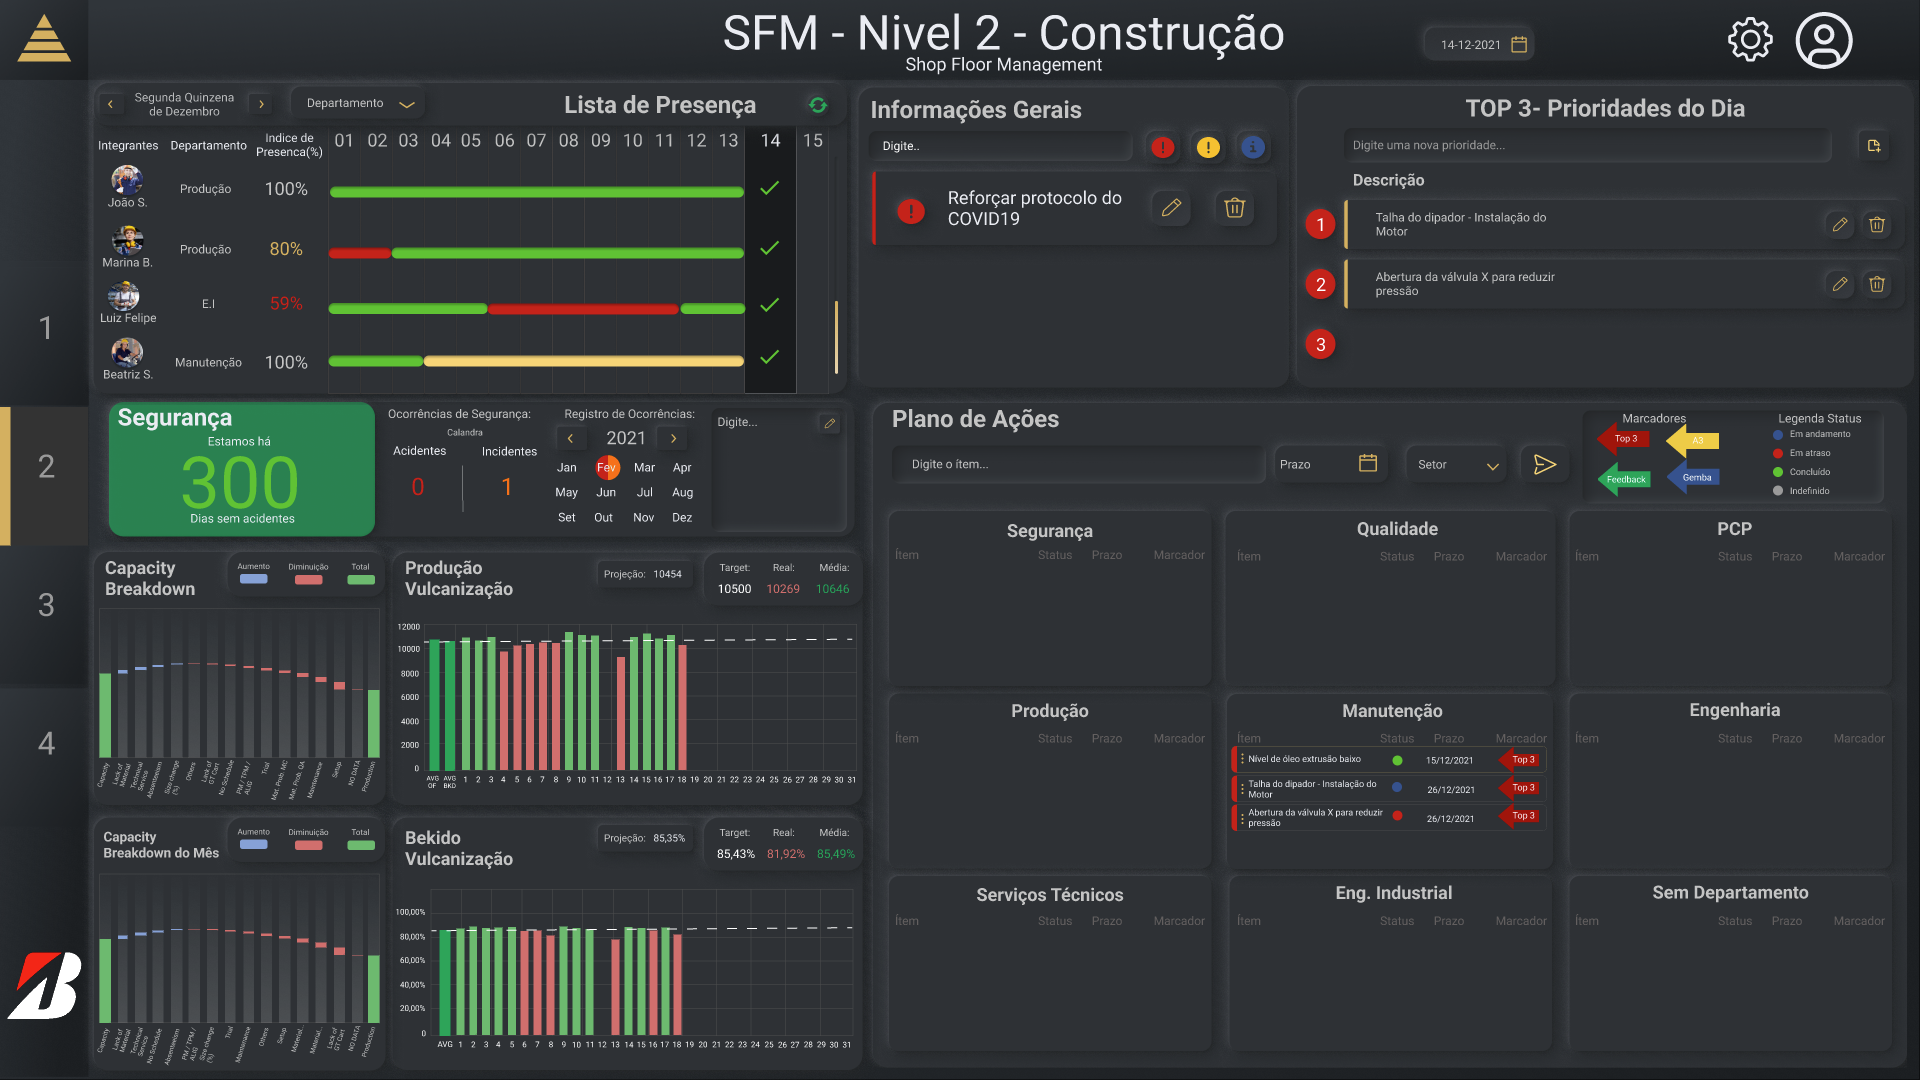 SFM - Nivel 2 - Construção
Shop Floor Management
14-12-2021
1
2
3
4
Segunda Quinzena
de Dezembro
Departamento
Lista de Presença
Integrantes
Departamento
Indice de
Presenca(%)
01 02 03 04 05 06 07 08 09 10 11 12 13 14 15
João S.
Produção
100%
Marina B.
Produção
80%
Luiz Felipe
E.I
59%
Beatriz S.
Manutenção
100%
Informações Gerais
Digite..
Reforçar protocolo do
COVID19
TOP 3- Prioridades do Dia
Digite uma nova prioridade...
Descrição
1
Talha do dipador - Instalação do
Motor
2
Abertura da válvula X para reduzir
pressão
3
Segurança
Estamos há
300
Dias sem acidentes
Ocorrências de Segurança:
Calandra
Acidentes
0
Incidentes
1
Registro de Ocorrências:
2021
Jan Fev Mar Apr
May Jun Jul Aug
Set Out Nov Dez
Digite...
Capacity
Breakdown
Aumento
Diminuição
Total
Capacity
Lack of
Material
Technical
Service
Absenteeism
Size change
(%)
Others
Lack of
GT Cart
No Schedule
PM / TPM /
AUG
Trial
Mat. Prob. MC
Mat. Prob. QA
Maintenance
Setup
NO DATA
Production
Produção
Vulcanização
Projeção: 10454
Target:
10500
Real:
10269
Média:
10646
12000
10000
8000
6000
4000
2000
0
AVG
OF
AVG
BKD
1 2 3 4 5 6 7 8 9 10 11 12 13 14 15 16 17 18 19 20 21 22 23 24 25 26 27 28 29 30 31
Capacity
Breakdown do Mês
Aumento
Diminuição
Total
Capacity
Lack of
Material
Technical
Service
No Schedule
Absenteeism
PM / TPM /
AUG
Size change
(%)
Trial
Maintenance
Others
Setup
Material...
Material...
Lack of
GT Cart
NO DATA
Production
Bekido
Vulcanização
Projeção: 85,35%
Target:
85,43%
Real:
81,92%
Média:
85,49%
100,00%
80,00%
60,00%
40,00%
20,00%
0
AVG 1 2 3 4 5 6 7 8 9 10 11 12 13 14 15 16 17 18 19 20 21 22 23 24 25 26 27 28 29 30 31
Plano de Ações
Digite o ítem...
Prazo
Setor
Marcadores
Top 3
A3
Feedback
Gemba
Legenda Status
Em andamento
Em atraso
Concluído
Indefinido
Segurança
Ítem Status Prazo Marcador
Qualidade
Ítem Status Prazo Marcador
PCP
Ítem Status Prazo Marcador
Produção
Ítem Status Prazo Marcador
Manutenção
Ítem Status Prazo Marcador
Nível de óleo extrusão baixo
15/12/2021
Top 3
Talha do dipador - Instalação do
Motor
26/12/2021
Top 3
Abertura da válvula X para reduzir
pressão
26/12/2021
Top 3
Engenharia
Ítem Status Prazo Marcador
Serviços Técnicos
Ítem Status Prazo Marcador
Eng. Industrial
Ítem Status Prazo Marcador
Sem Departamento
Ítem Status Prazo Marcador